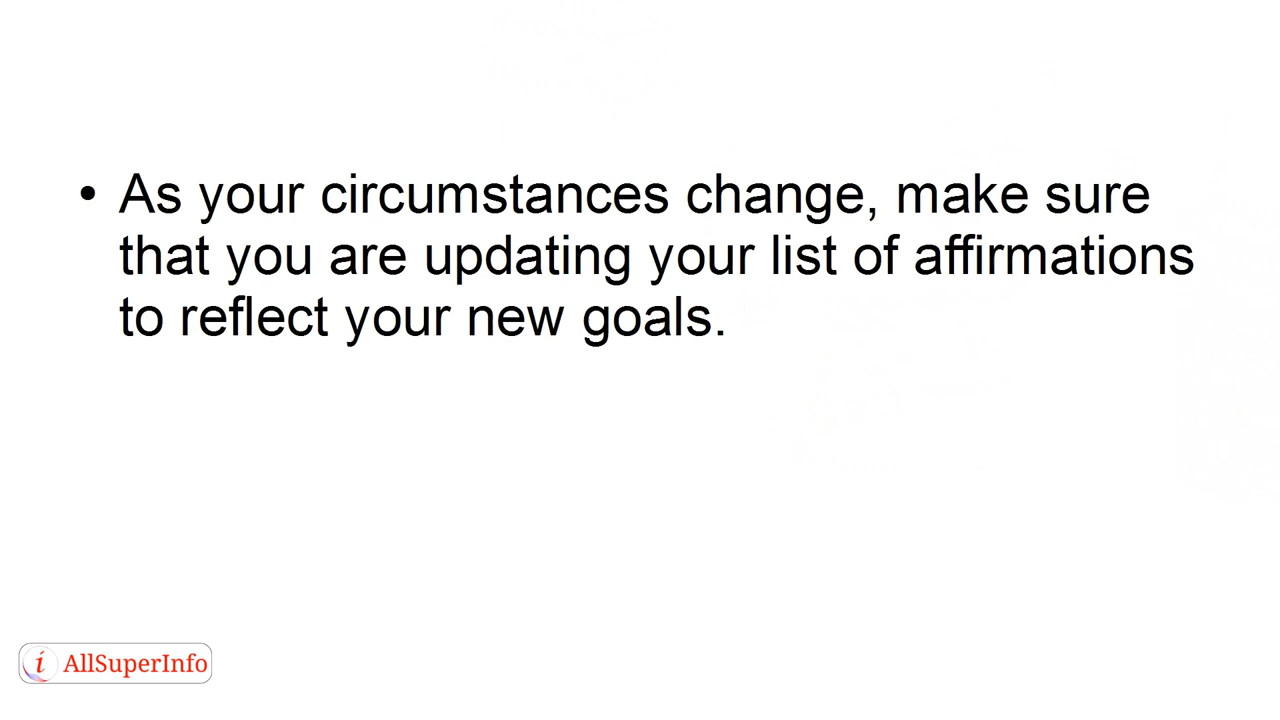 • As your circumstances change, make sure
that you are updating your list of affirmations
to reflect your new goals.
i AllSuperInfo